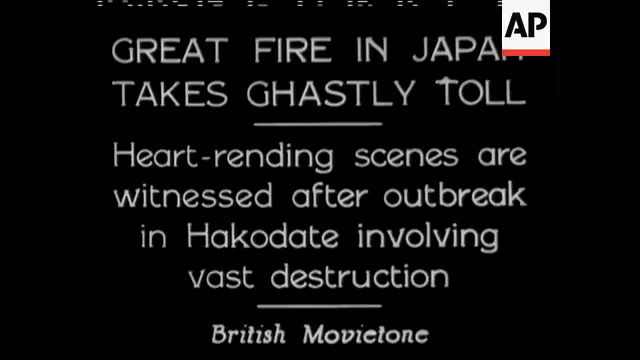 AP
GREAT FIRE IN JAPAN
TAKES GHASTLY TOLL
Heart-rending scenes are
witnessed after outbreak
in Hakodate involving
vast destruction
British Movietone